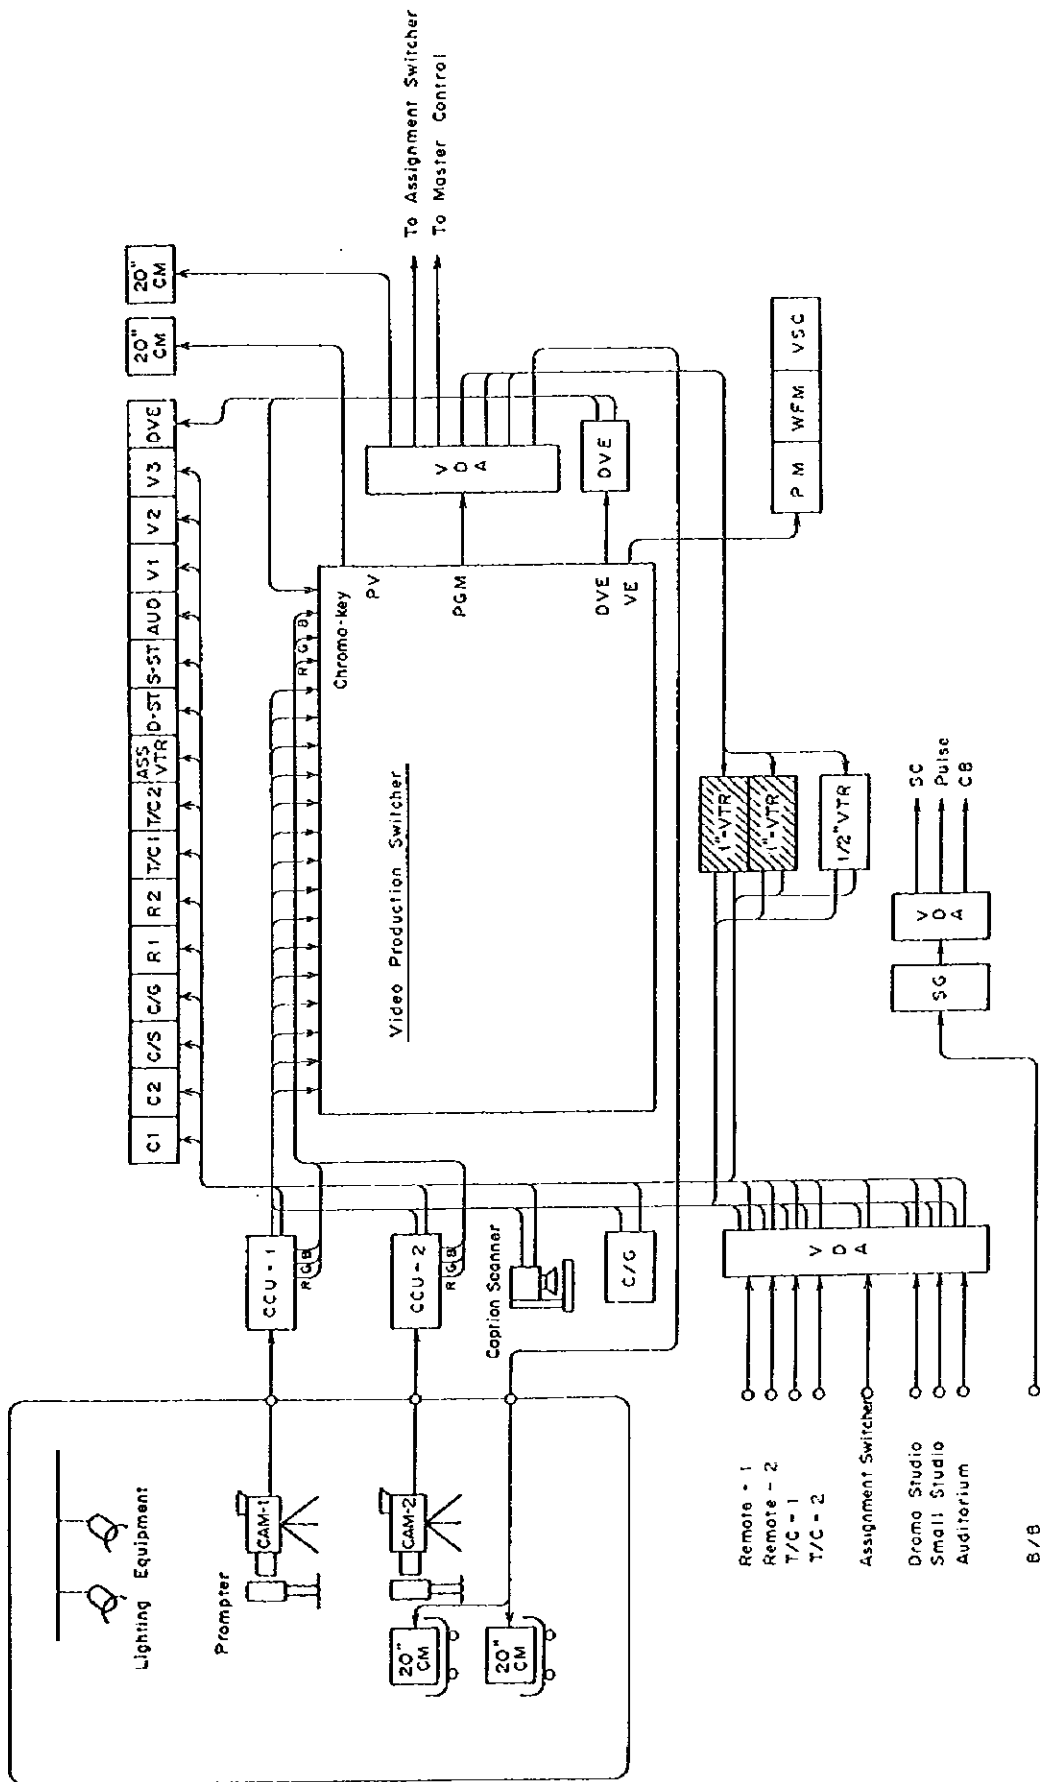 Lighting Equipment
Prompter
CAM-1
CAM-2
20"
CM
20"
CM
CCU - 1
R G B
CCU - 2
R G B
Caption Scanner
C/G
C1
C2
C/S
C/G
R1
R2
T/C1
T/C2
ASS
VTR
D-ST
S-ST
AUD
V1
V2
V3
DVE
20"
CM
20"
CM
Video Production Switcher
R G B
Chroma-key
PV
PGM
DVE
VE
VDA
DVE
To Assignment Switcher
To Master Control
PM
WFM
VSC
1"-VTR
1"-VTR
1/2" VTR
Remote - 1
Remote - 2
T/C - 1
T/C - 2
Assignment Switcher
Drama Studio
Small Studio
Auditorium
B/B
VDA
SG
VDA
SC
Pulse
CB